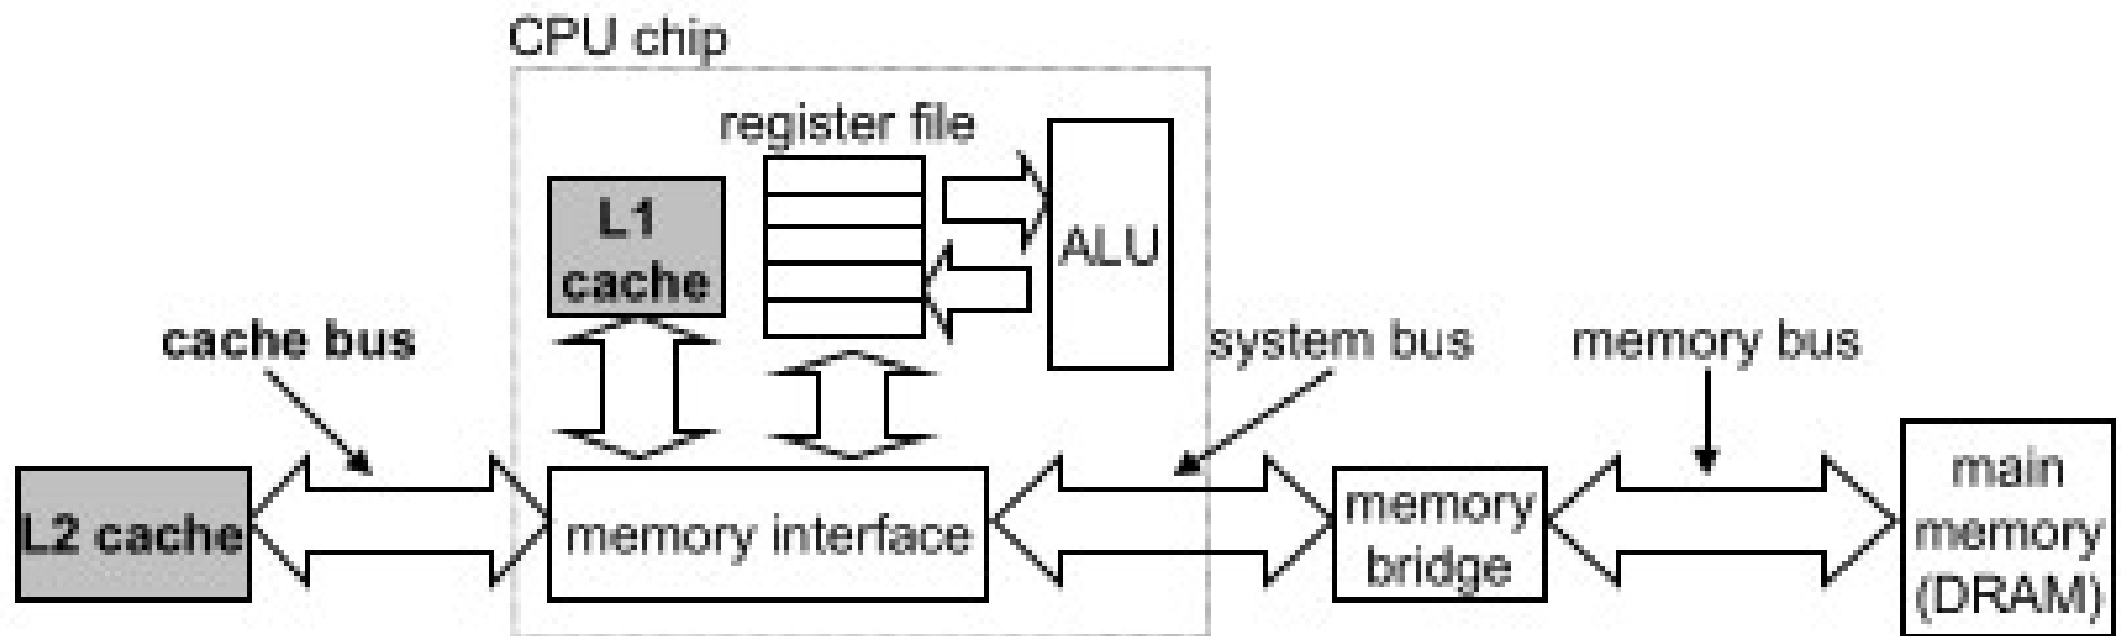 CPU chip
register file
L1
cache
ALU
cache bus
system bus
memory bus
L2 cache
memory interface
memory
bridge
main
memory
(DRAM)